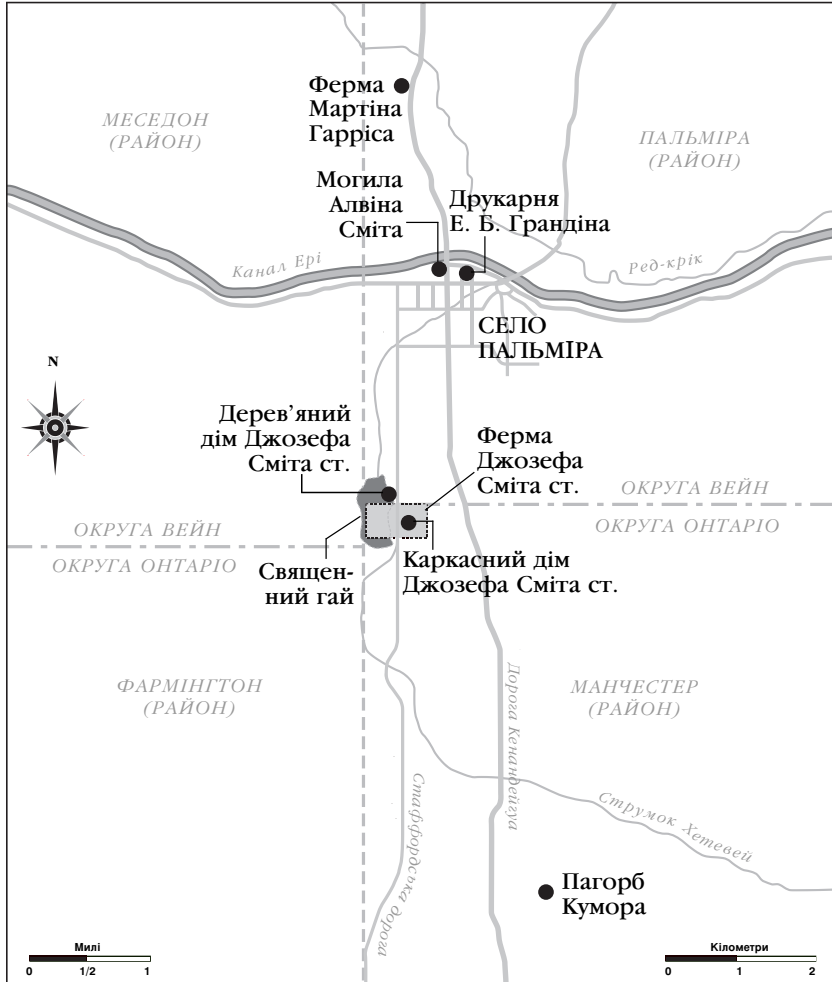 Ферма
Мартіна
Гарріса
МЕСЕДОН
(РАЙОН)
ПАЛЬМІРА
(РАЙОН)
Могила
Алвіна
Сміта
Друкарня
Е. Б. Грандіна
Канал Ері
Ред-крік
СЕЛО
ПАЛЬМІРА
N
Дерев’яний
дім Джозефа
Сміта ст.
Ферма
Джозефа
Сміта ст.
ОКРУГА ВЕЙН
ОКРУГА ОНТАРІО
ОКРУГА ВЕЙН
ОКРУГА ОНТАРІО
Священ-
ний гай
Каркасний дім
Джозефа Сміта ст.
ФАРМІНГТОН
(РАЙОН)
МАНЧЕСТЕР
(РАЙОН)
Дорога Кенандейгуа
Стаффордська дорога
Струмок Хетевей
Пагорб
Кумора
Милі
0 1/2 1
Кілометри
0 1 2